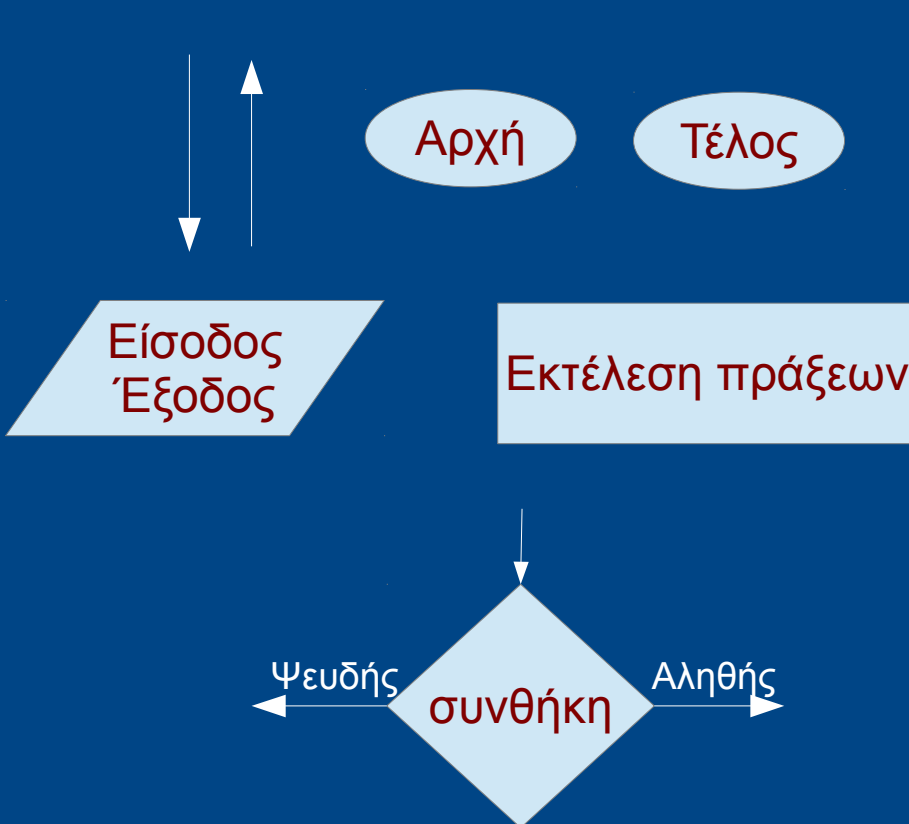 Αρχή
Τέλος
Είσοδος
Έξοδος
Εκτέλεση πράξεων
Ψευδής
Αληθής
συνθήκη